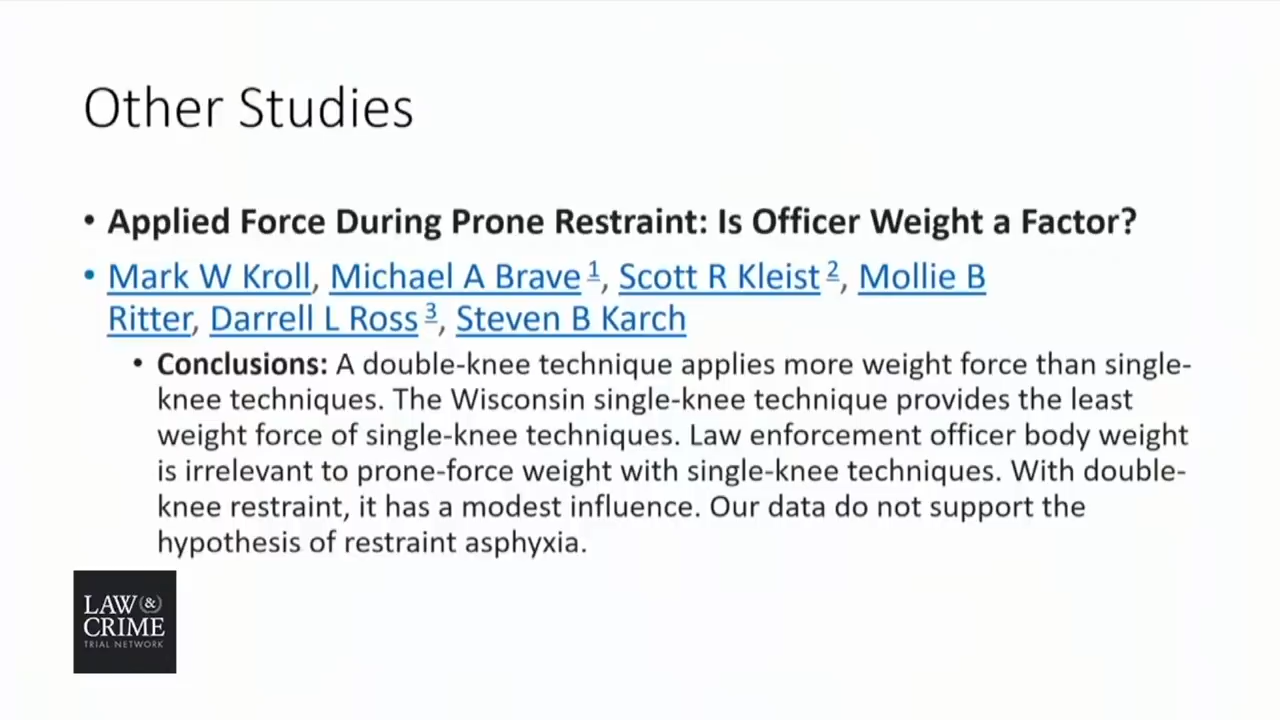 Other Studies
• Applied Force During Prone Restraint: Is Officer Weight a Factor?
• Mark W Kroll, Michael A Brave 1, Scott R Kleist 2, Mollie B
Ritter, Darrell L Ross 3, Steven B Karch
• Conclusions: A double-knee technique applies more weight force than single-
knee techniques. The Wisconsin single-knee technique provides the least
weight force of single-knee techniques. Law enforcement officer body weight
is irrelevant to prone-force weight with single-knee techniques. With double-
knee restraint, it has a modest influence. Our data do not support the
hypothesis of restraint asphyxia.
LAW &
CRIME
TRIAL NETWORK